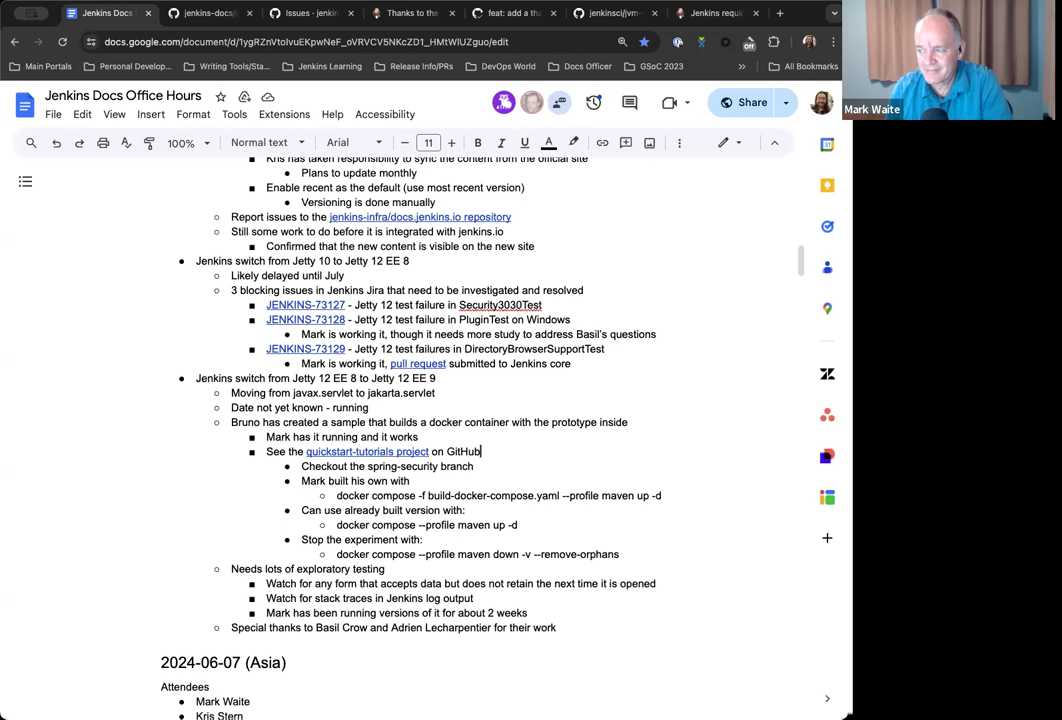 Jenkins Docs
jenkins-docs/
Issues · jenkin
Thanks to the
feat: add a th
jenkinsci/jvm-
Jenkins requir
docs.google.com/document/d/1ygRZnVtoIvuEKpwNeF_oVRVCV5NKcZD1_HMtWlUZguo/edit
Off
Main Portals
Personal Develop...
Writing Tools/Sta...
Jenkins Learning
Release Info/PRs
DevOps World
Docs Officer
GSoC 2023
All Bookmarks
Mark Waite
Jenkins Docs Office Hours
File Edit View Insert Format Tools Extensions Help Accessibility
Share
100%
Normal text
Arial
11
Kris has taken responsibility to sync the content from the official site
Plans to update monthly
Enable recent as the default (use most recent version)
Versioning is done manually
Report issues to the jenkins-infra/docs.jenkins.io repository
Still some work to do before it is integrated with jenkins.io
Confirmed that the new content is visible on the new site
Jenkins switch from Jetty 10 to Jetty 12 EE 8
Likely delayed until July
3 blocking issues in Jenkins Jira that need to be investigated and resolved
JENKINS-73127 - Jetty 12 test failure in Security3030Test
JENKINS-73128 - Jetty 12 test failure in PluginTest on Windows
Mark is working it, though it needs more study to address Basil's questions
JENKINS-73129 - Jetty 12 test failures in DirectoryBrowserSupportTest
Mark is working it, pull request submitted to Jenkins core
Jenkins switch from Jetty 12 EE 8 to Jetty 12 EE 9
Moving from javax.servlet to jakarta.servlet
Date not yet known - running
Bruno has created a sample that builds a docker container with the prototype inside
Mark has it running and it works
See the quickstart-tutorials project on GitHub
Checkout the spring-security branch
Mark built his own with
docker compose -f build-docker-compose.yaml --profile maven up -d
Can use already built version with:
docker compose --profile maven up -d
Stop the experiment with:
docker compose --profile maven down -v --remove-orphans
Needs lots of exploratory testing
Watch for any form that accepts data but does not retain the next time it is opened
Watch for stack traces in Jenkins log output
Mark has been running versions of it for about 2 weeks
Special thanks to Basil Crow and Adrien Lecharpentier for their work
2024-06-07 (Asia)
Attendees
Mark Waite
Kris Stern